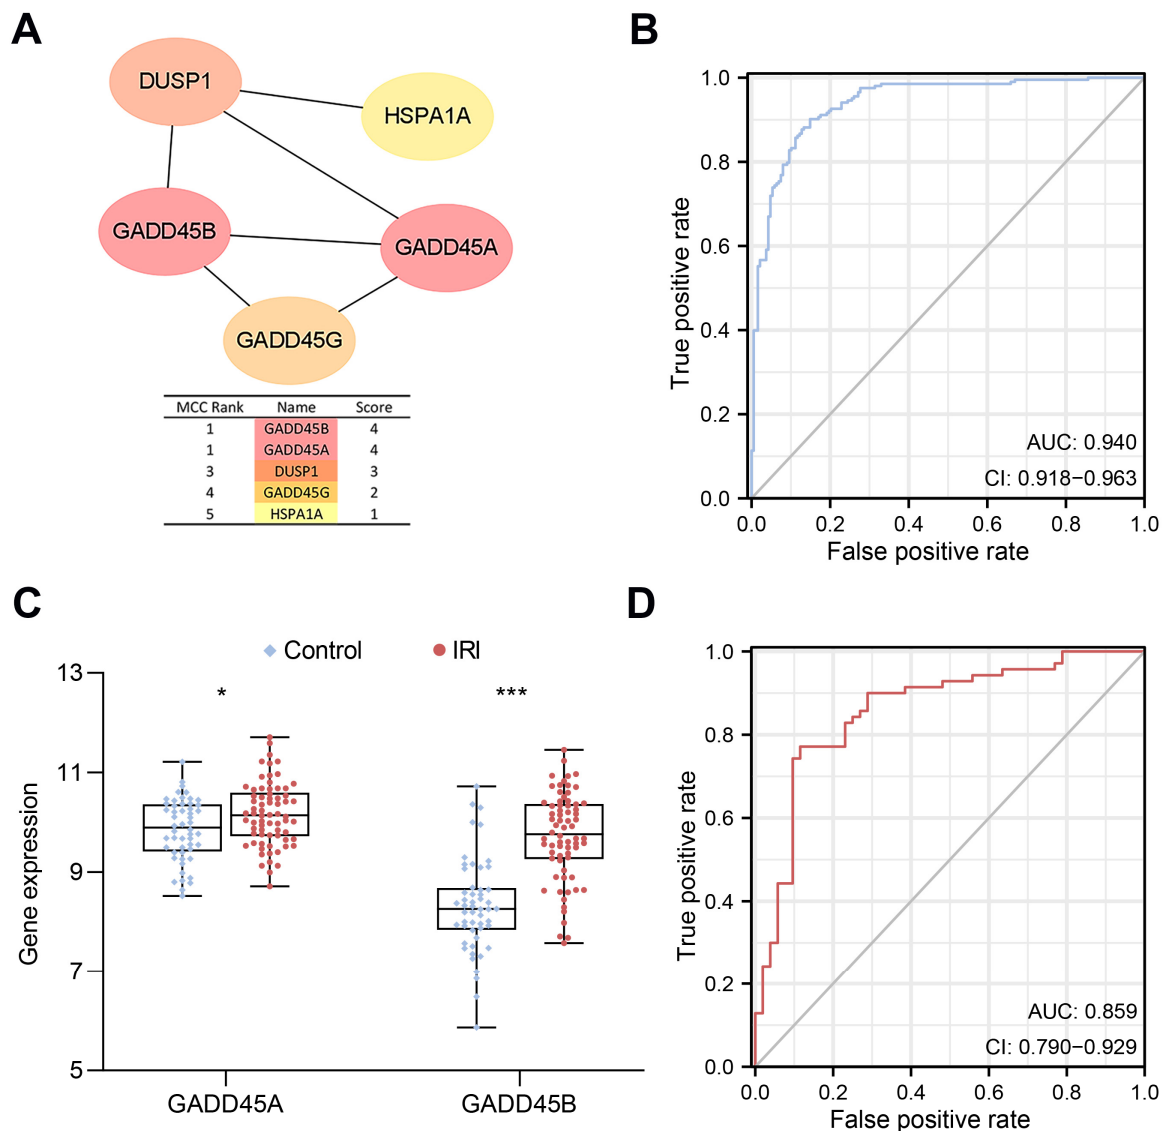 A
DUSP1
HSPA1A
GADD45B
GADD45A
GADD45G
MCC Rank Name Score
1 GADD45B 4
1 GADD45A 4
3 DUSP1 3
4 GADD45G 2
5 HSPA1A 1
B
True positive rate
1.0
0.8
0.6
0.4
0.2
0.0
AUC: 0.940
CI: 0.918−0.963
0.0 0.2 0.4 0.6 0.8 1.0
False positive rate
C
Control IRI
Gene expression
13
11
9
7
5
* ***
GADD45A GADD45B
D
True positive rate
1.0
0.8
0.6
0.4
0.2
0.0
AUC: 0.859
CI: 0.790−0.929
0.0 0.2 0.4 0.6 0.8 1.0
False positive rate